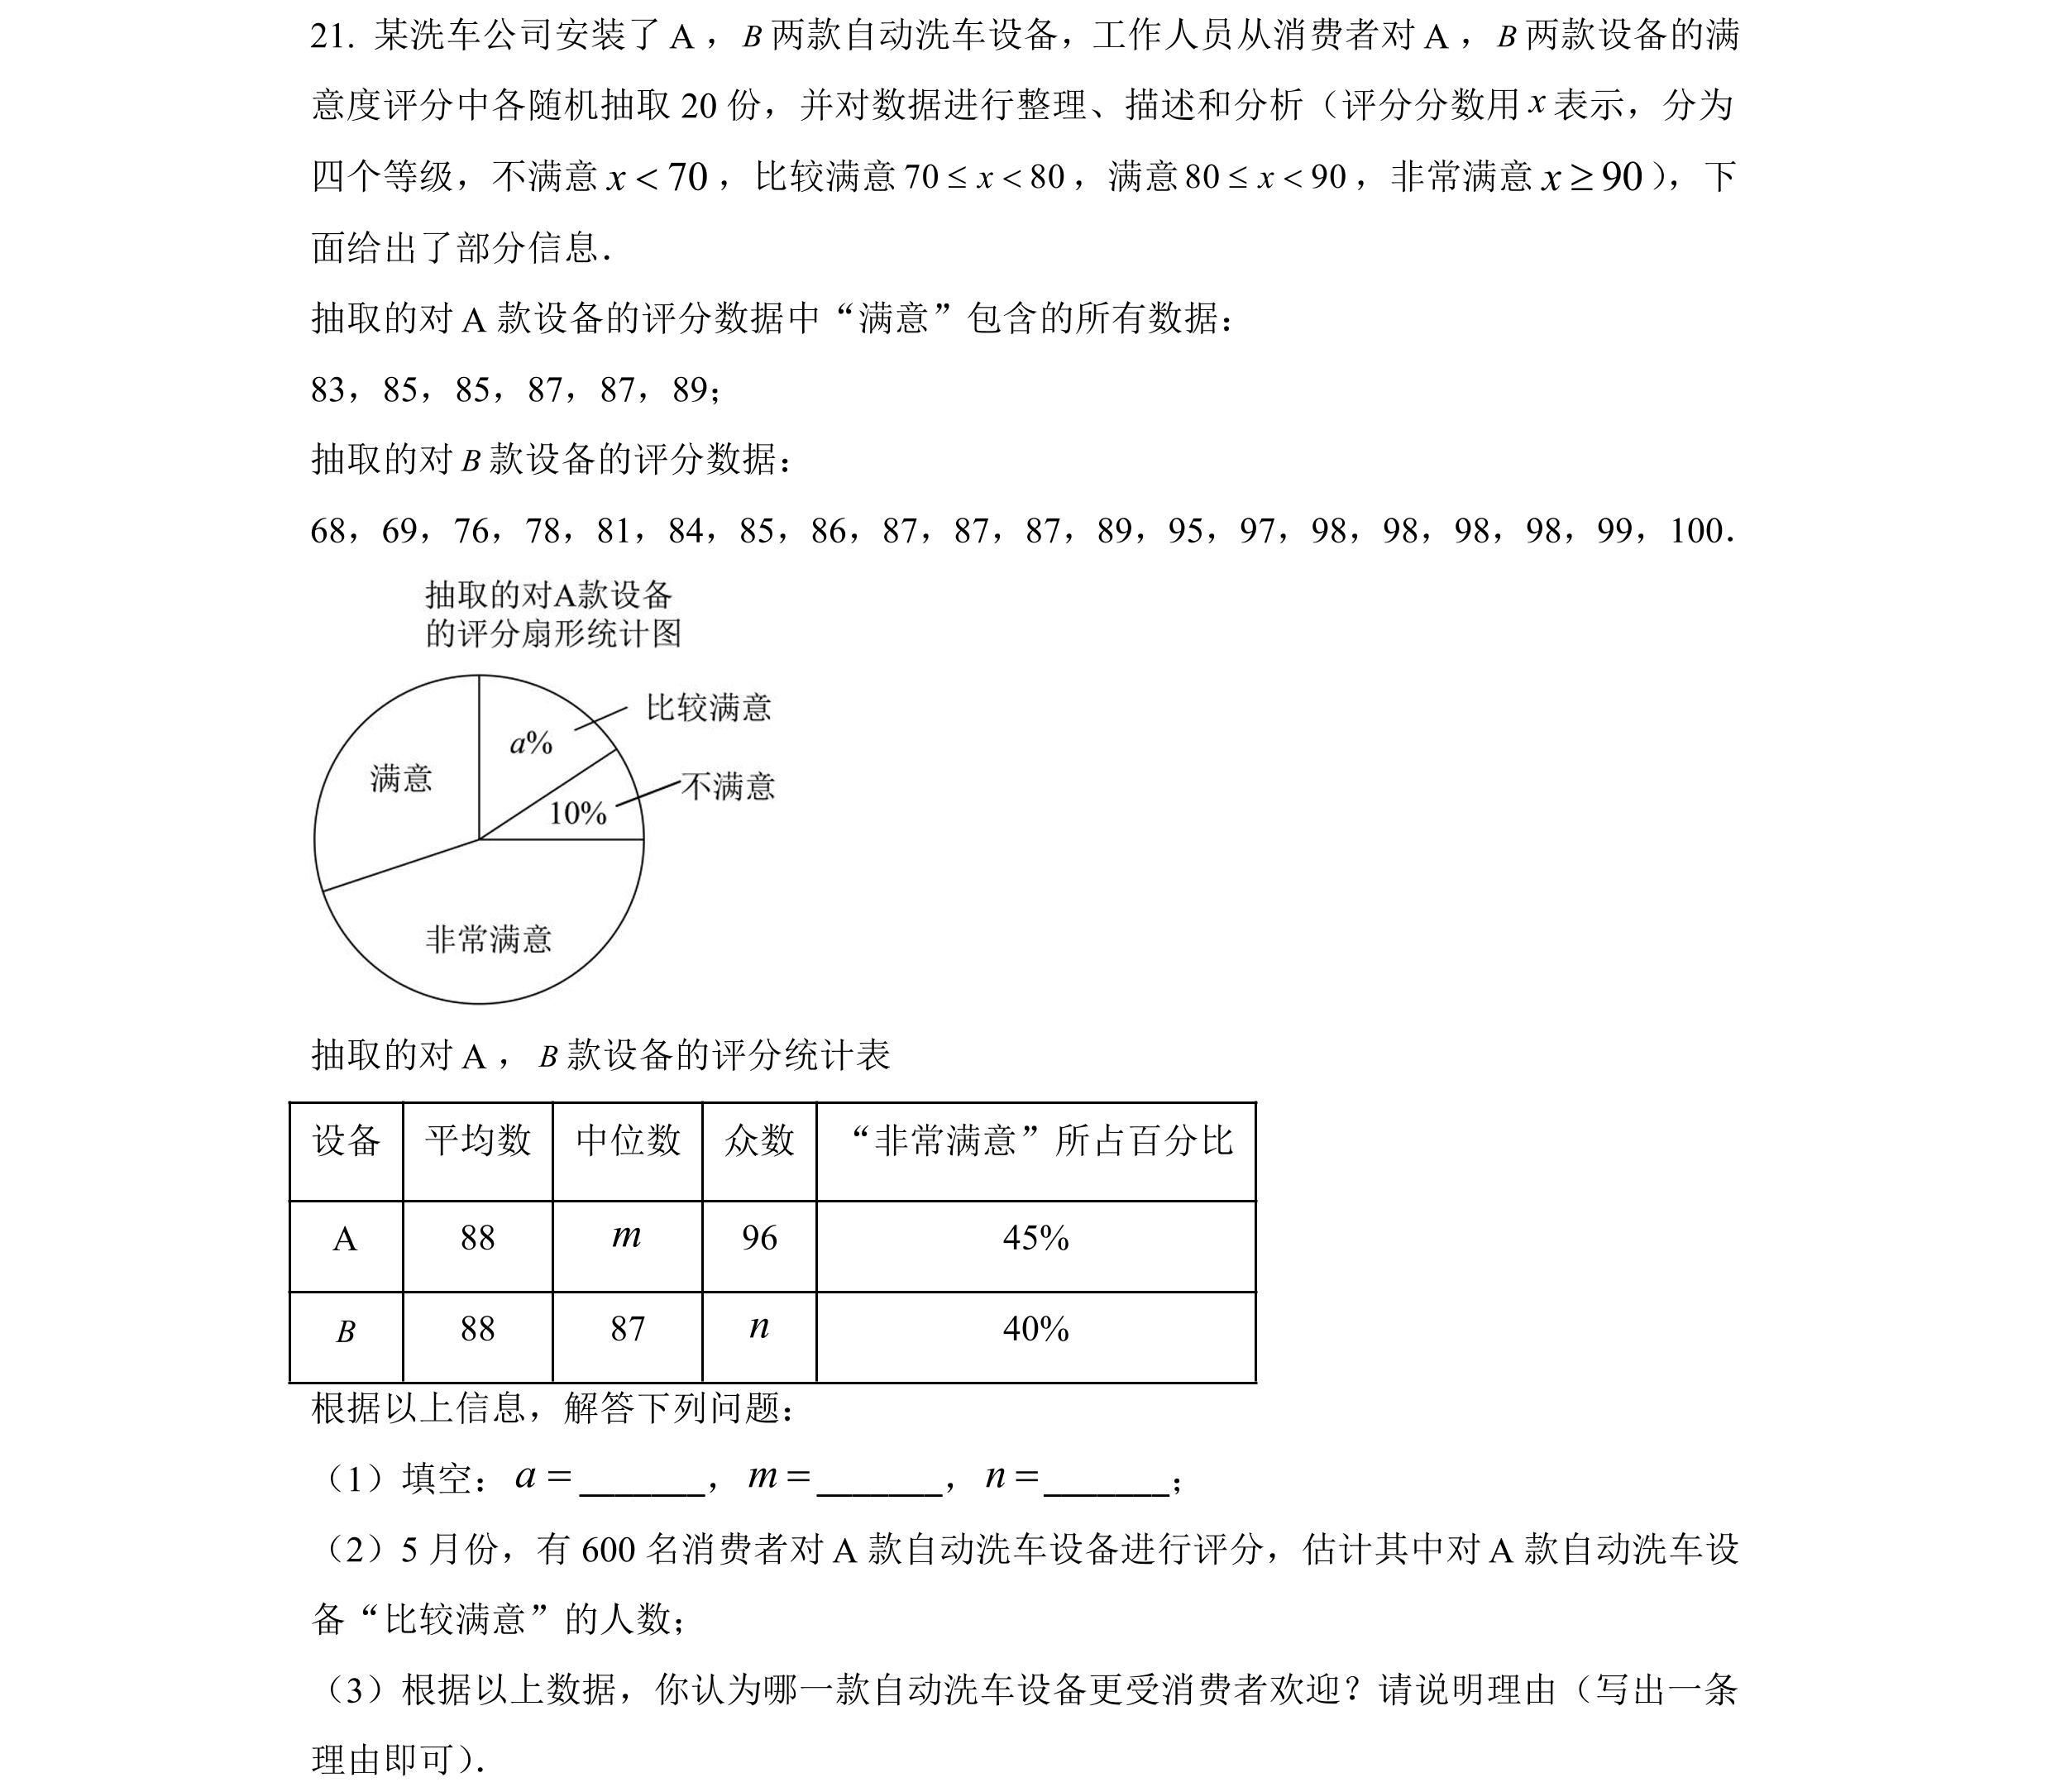 21. 某洗车公司安装了 A ，B 两款自动洗车设备，工作人员从消费者对 A ，B 两款设备的满
意度评分中各随机抽取 20 份，并对数据进行整理、描述和分析（评分分数用 x 表示，分为
四个等级，不满意 x < 70 ，比较满意 70 ≤ x < 80 ，满意 80 ≤ x < 90 ，非常满意 x ≥ 90 ），下
面给出了部分信息．
抽取的对 A 款设备的评分数据中“满意”包含的所有数据：
83，85，85，87，87，89；
抽取的对 B 款设备的评分数据：
68，69，76，78，81，84，85，86，87，87，87，89，95，97，98，98，98，98，99，100．
抽取的对A款设备
的评分扇形统计图
比较满意
a%
满意
不满意
10%
非常满意
抽取的对 A ， B 款设备的评分统计表
设备 平均数 中位数 众数 “非常满意”所占百分比
A 88 m 96 45%
B 88 87 n 40%
根据以上信息，解答下列问题：
（1）填空：a = _______，m = _______，n = _______；
（2）5 月份，有 600 名消费者对 A 款自动洗车设备进行评分，估计其中对 A 款自动洗车设
备“比较满意”的人数；
（3）根据以上数据，你认为哪一款自动洗车设备更受消费者欢迎？请说明理由（写出一条
理由即可）．